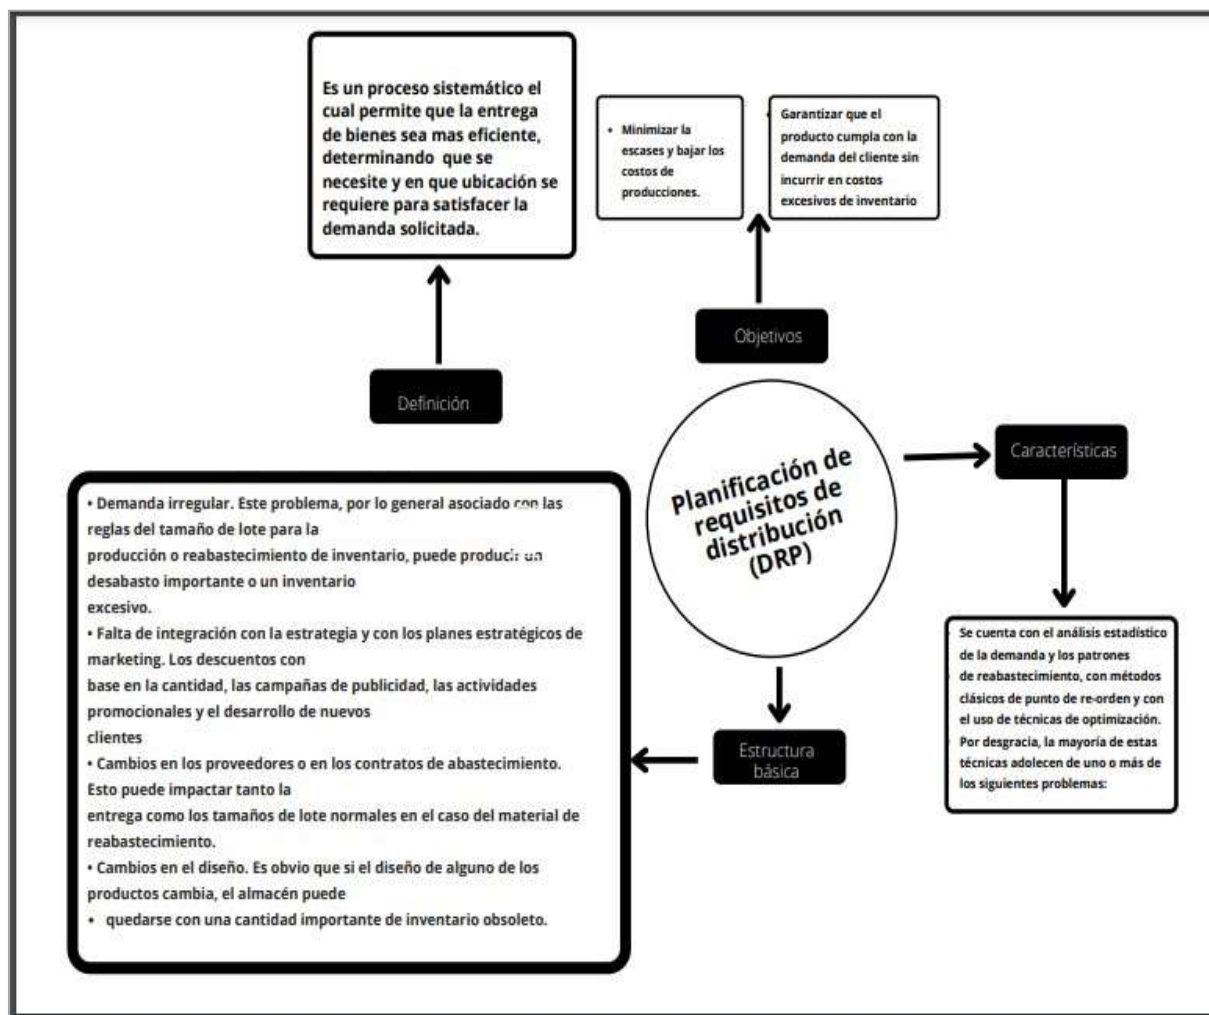 Es un proceso sistemático el
cual permite que la entrega
de bienes sea mas eficiente,
determinando que se
necesite y en que ubicación se
requiere para satisfacer la
demanda solicitada.
• Minimizar la
escases y bajar los
costos de
producciones.
• Garantizar que el
producto cumpla con la
demanda del cliente sin
incurrir en costos
excesivos de inventario
Objetivos
Definición
Planificación de
requisitos de
distribución
(DRP)
Características
• Demanda irregular. Este problema, por lo general asociado con las
reglas del tamaño de lote para la
producción o reabastecimiento de inventario, puede producir un
desabasto importante o un inventario
excesivo.
• Falta de integración con la estrategia y con los planes estratégicos de
marketing. Los descuentos con
base en la cantidad, las campañas de publicidad, las actividades
promocionales y el desarrollo de nuevos
clientes
• Cambios en los proveedores o en los contratos de abastecimiento.
Esto puede impactar tanto la
entrega como los tamaños de lote normales en el caso del material de
reabastecimiento.
• Cambios en el diseño. Es obvio que si el diseño de alguno de los
productos cambia, el almacén puede
• quedarse con una cantidad importante de inventario obsoleto.
Estructura
básica
Se cuenta con el análisis estadístico
de la demanda y los patrones
de reabastecimiento, con métodos
clásicos de punto de re-orden y con
el uso de técnicas de optimización.
Por desgracia, la mayoría de estas
técnicas adolecen de uno o más de
los siguientes problemas: